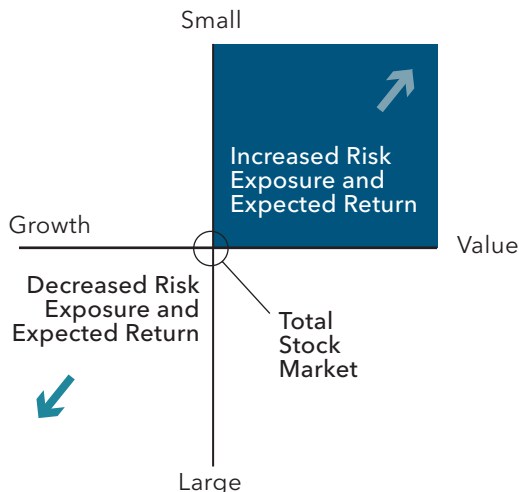 Small
Increased Risk
Exposure and
Expected Return
Growth
Value
Decreased Risk
Exposure and
Expected Return
Total
Stock
Market
Large